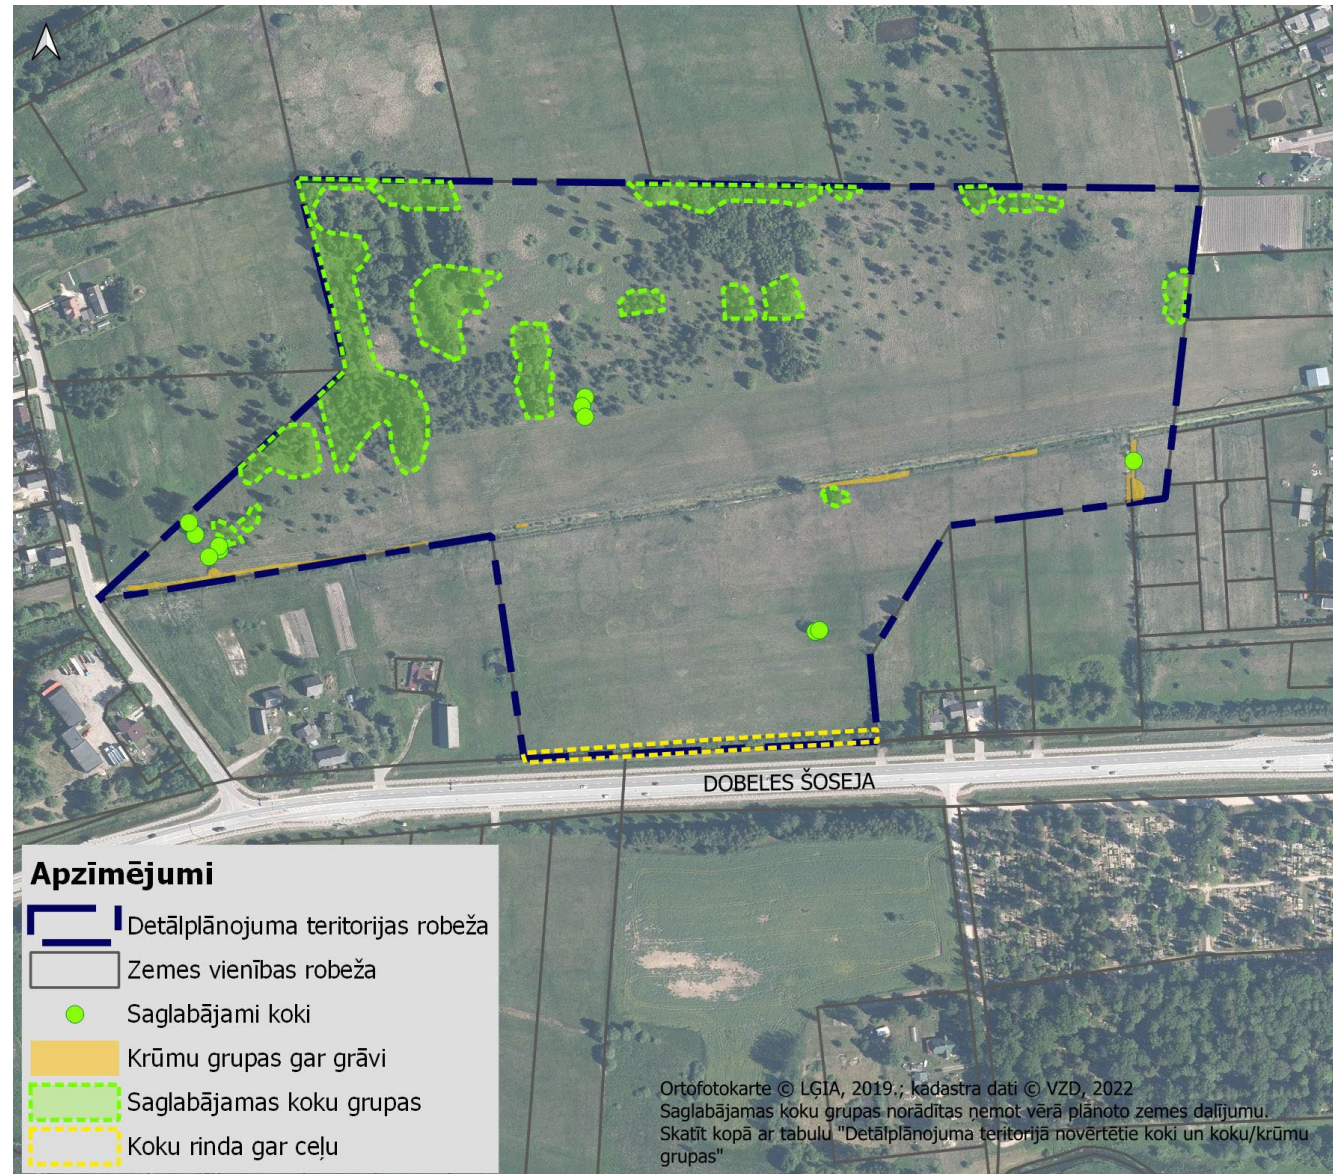 DOBELES ŠOSEJA
Apzīmējumi
Detālplānojuma teritorijas robeža
Zemes vienības robeža
Saglabājami koki
Krūmu grupas gar grāvi
Saglabājamas koku grupas
Koku rinda gar ceļu
Ortofotokarte © LĢIA, 2019.; kadastra dati © VZD, 2022
Saglabājamas koku grupas norādītas ņemot vērā plānoto zemes dalījumu.
Skatīt kopā ar tabulu "Detālplānojuma teritorijā novērtētie koki un koku/krūmu
grupas"